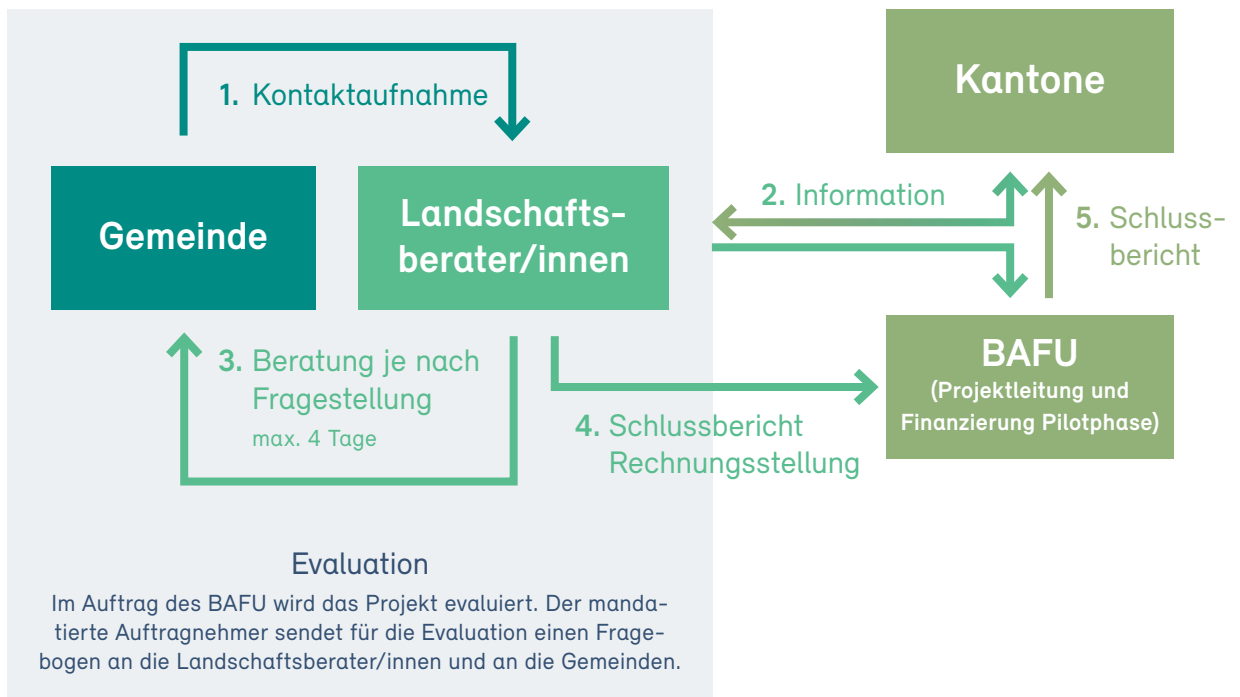 1. Kontaktaufnahme
Kantone
Gemeinde
Landschafts-
berater/innen
2. Information
5. Schluss-
bericht
3. Beratung je nach
Fragestellung
max. 4 Tage
BAFU
(Projektleitung und
Finanzierung Pilotphase)
4. Schlussbericht
Rechnungsstellung
Evaluation
Im Auftrag des BAFU wird das Projekt evaluiert. Der manda-
tierte Auftragnehmer sendet für die Evaluation einen Frage-
bogen an die Landschaftsberater/innen und an die Gemeinden.